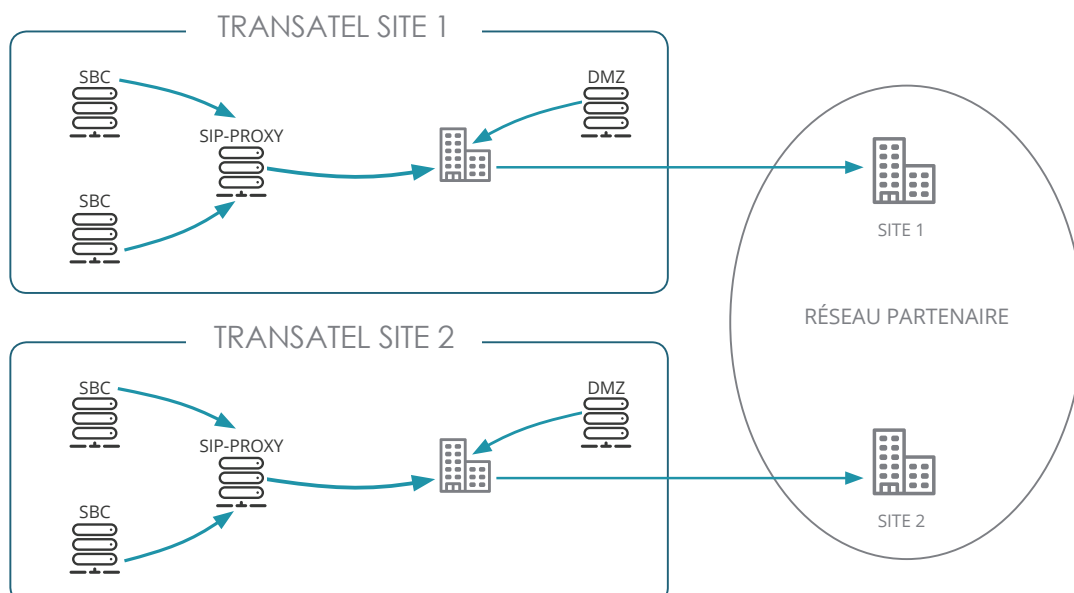 TRANSATEL SITE 1
SBC
DMZ
SIP-PROXY
SBC
SITE 1
RÉSEAU PARTENAIRE
TRANSATEL SITE 2
SBC
DMZ
SIP-PROXY
SBC
SITE 2